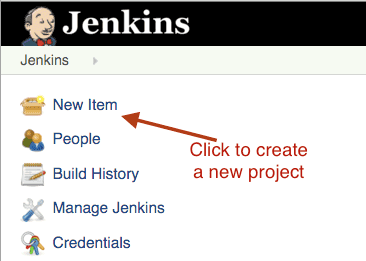 Jenkins
Jenkins
New Item
People
Click to create
a new project
Build History
Manage Jenkins
Credentials